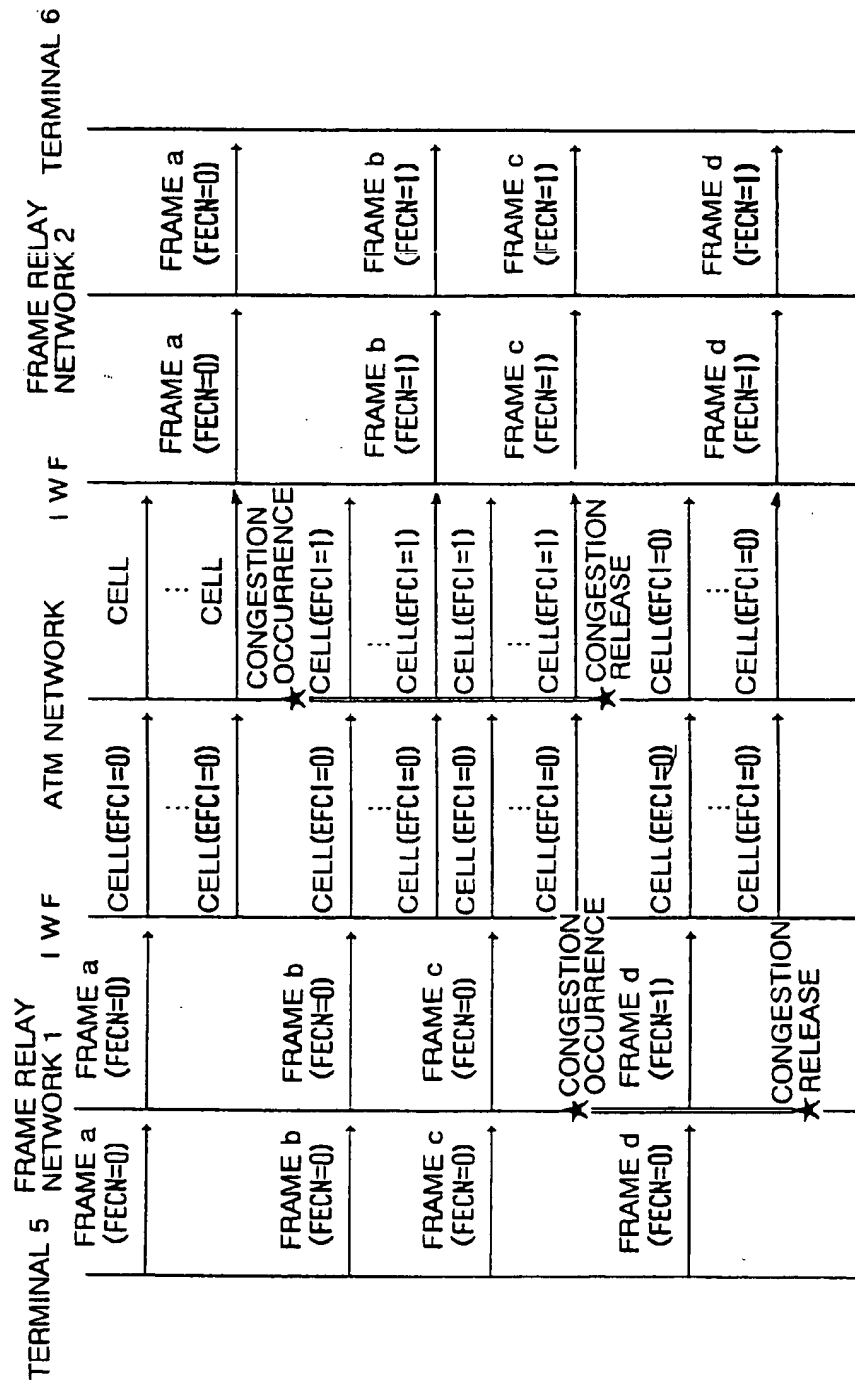 TERMINAL 5
FRAME RELAY
NETWORK 1
I W F
ATM NETWORK
I W F
FRAME RELAY
NETWORK 2
TERMINAL 6
FRAME a
(FECN=0)
FRAME a
(FECN=0)
CELL(EFCI=0)
⋮
CELL(EFCI=0)
CELL
⋮
CELL
FRAME a
(FECN=0)
FRAME a
(FECN=0)
CONGESTION
OCCURRENCE
FRAME b
(FECN=0)
FRAME b
(FECN=0)
CELL(EFCI=0)
⋮
CELL(EFCI=0)
CELL(EFCI=1)
⋮
CELL(EFCI=1)
FRAME b
(FECN=1)
FRAME b
(FECN=1)
FRAME c
(FECN=0)
FRAME c
(FECN=0)
CELL(EFCI=0)
⋮
CELL(EFCI=0)
CELL(EFCI=1)
⋮
CELL(EFCI=1)
FRAME c
(FECN=1)
FRAME c
(FECN=1)
CONGESTION
OCCURRENCE
CONGESTION
RELEASE
FRAME d
(FECN=0)
FRAME d
(FECN=1)
CELL(EFCI=0)
⋮
CELL(EFCI=0)
CELL(EFCI=0)
⋮
CELL(EFCI=0)
FRAME d
(FECN=1)
FRAME d
(FECN=1)
CONGESTION
RELEASE